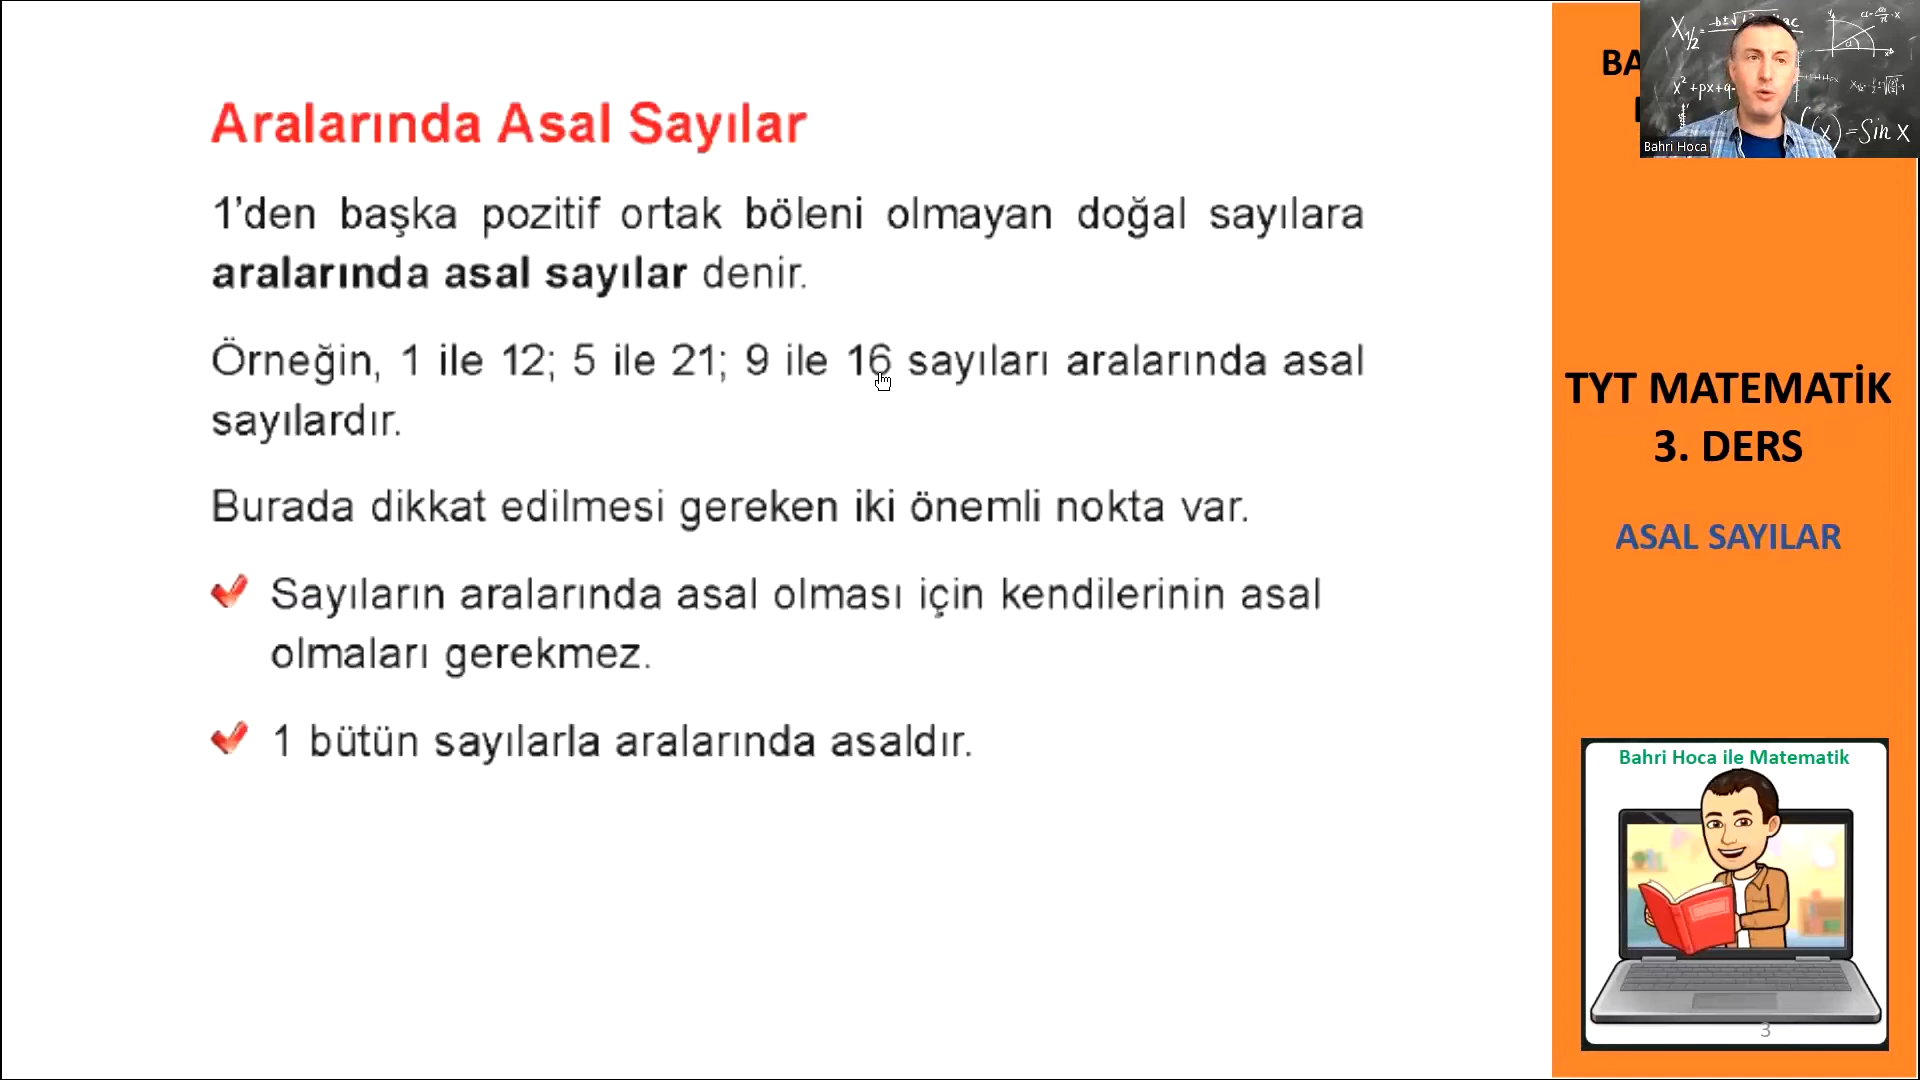 Aralarında Asal Sayılar
1’den başka pozitif ortak böleni olmayan doğal sayılara
aralarında asal sayılar denir.
Örneğin, 1 ile 12; 5 ile 21; 9 ile 16 sayıları aralarında asal
sayılardır.
Burada dikkat edilmesi gereken iki önemli nokta var.
Sayıların aralarında asal olması için kendilerinin asal
olmaları gerekmez.
1 bütün sayılarla aralarında asaldır.
Bahri Hoca
TYT MATEMATİK
3. DERS
ASAL SAYILAR
Bahri Hoca ile Matematik
3